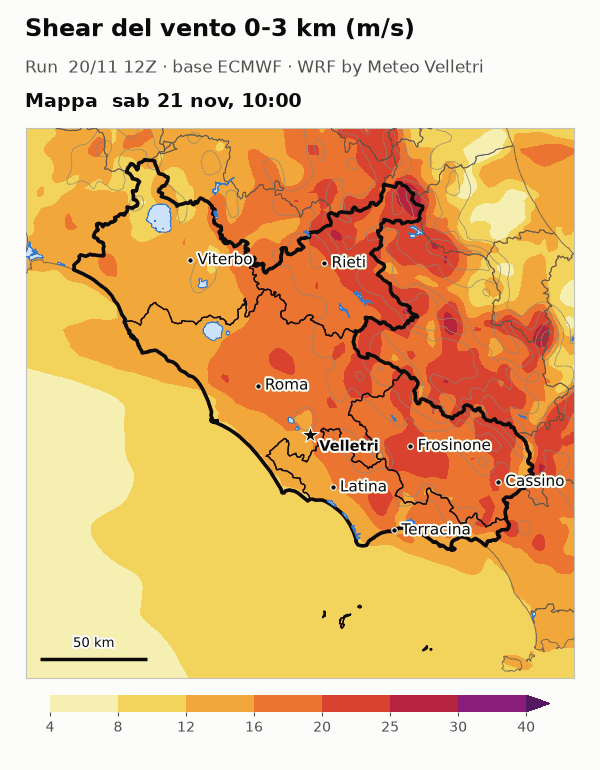 Shear del vento 0-3 km (m/s)
Run  20/11 12Z · base ECMWF · WRF by Meteo Velletri
Mappa  sab 21 nov, 10:00
Viterbo
Rieti
Roma
Velletri
Frosinone
Cassino
Latina
Terracina
50 km
4 8 12 16 20 25 30 40